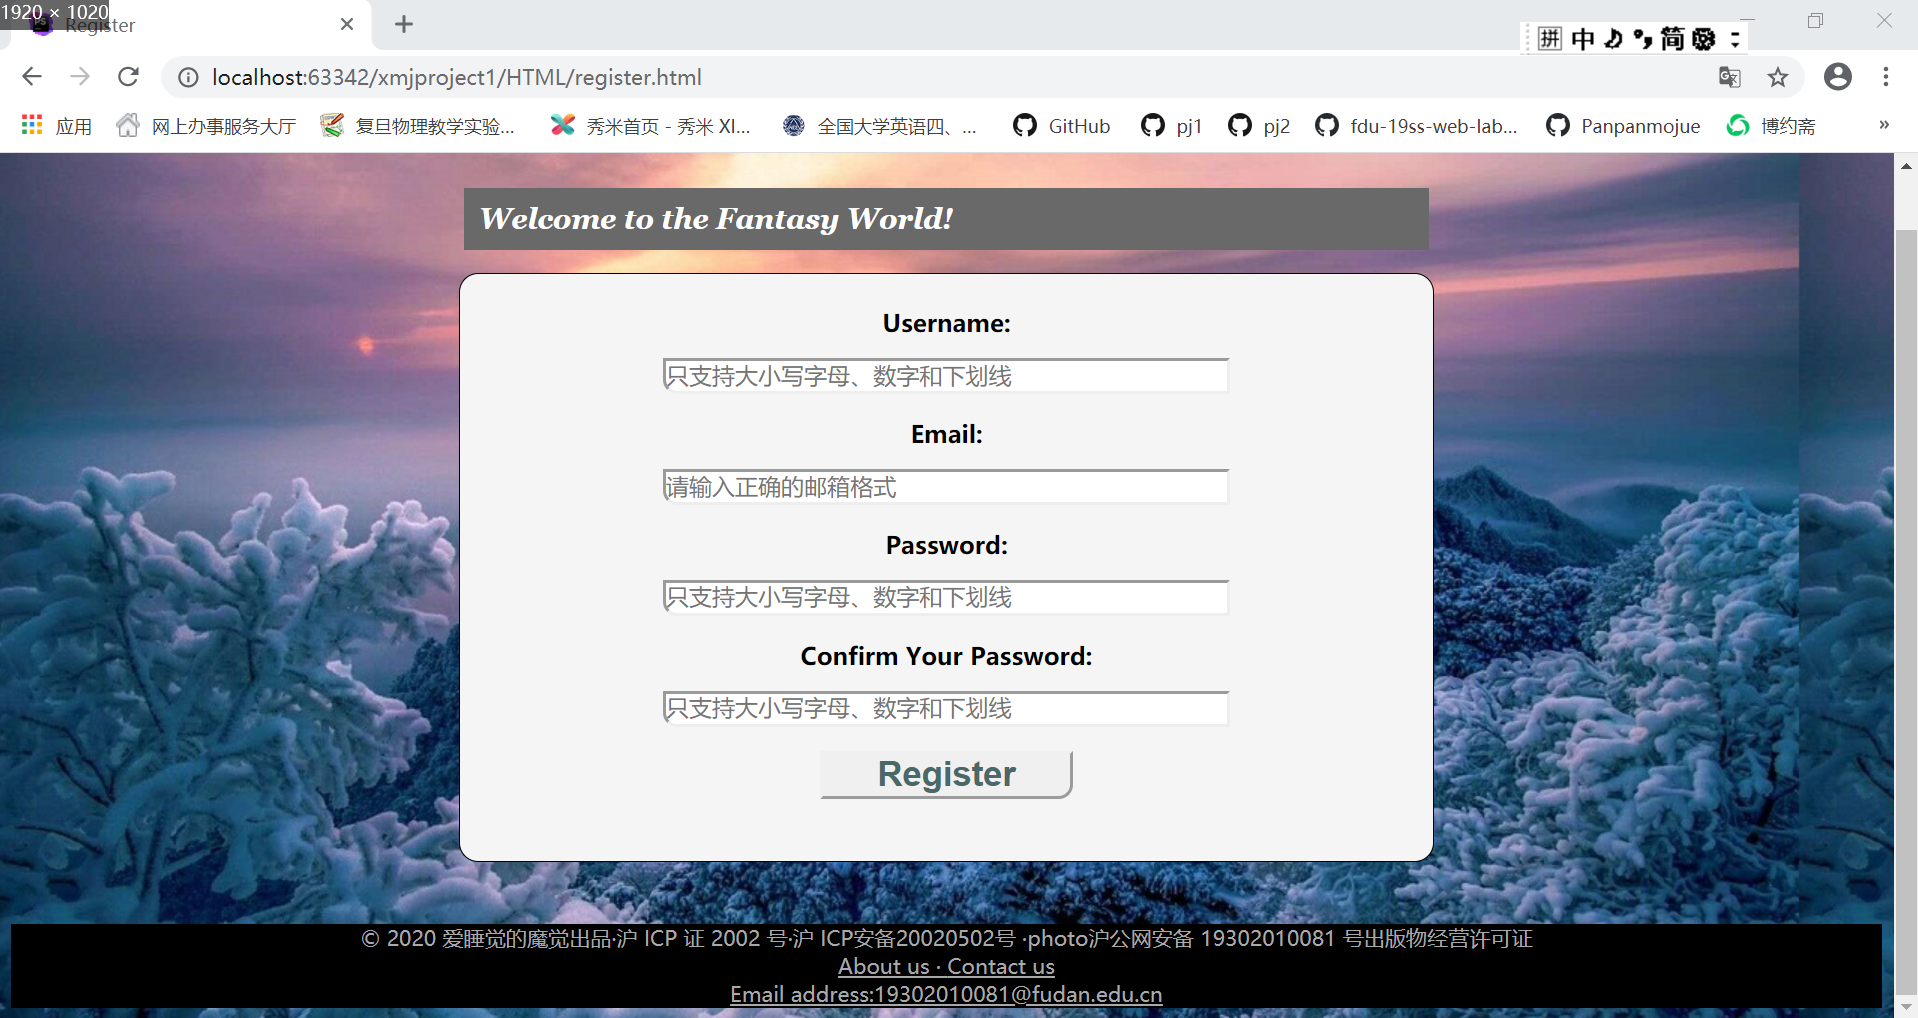 1920 × 1020
Register
拼 中 简
localhost:63342/xmjproject1/HTML/register.html
应用 网上办事服务大厅 复旦物理教学实验... 秀米首页 - 秀米 XI... 全国大学英语四、... GitHub pj1 pj2 fdu-19ss-web-lab... Panpanmojue 博约斋 »
Welcome to the Fantasy World!
Username:
只支持大小写字母、数字和下划线
Email:
请输入正确的邮箱格式
Password:
只支持大小写字母、数字和下划线
Confirm Your Password:
只支持大小写字母、数字和下划线
Register
© 2020 爱睡觉的魔觉出品·沪 ICP 证 2002 号·沪 ICP安备20020502号 ·photo沪公网安备 19302010081 号出版物经营许可证
About us · Contact us
Email address:19302010081@fudan.edu.cn